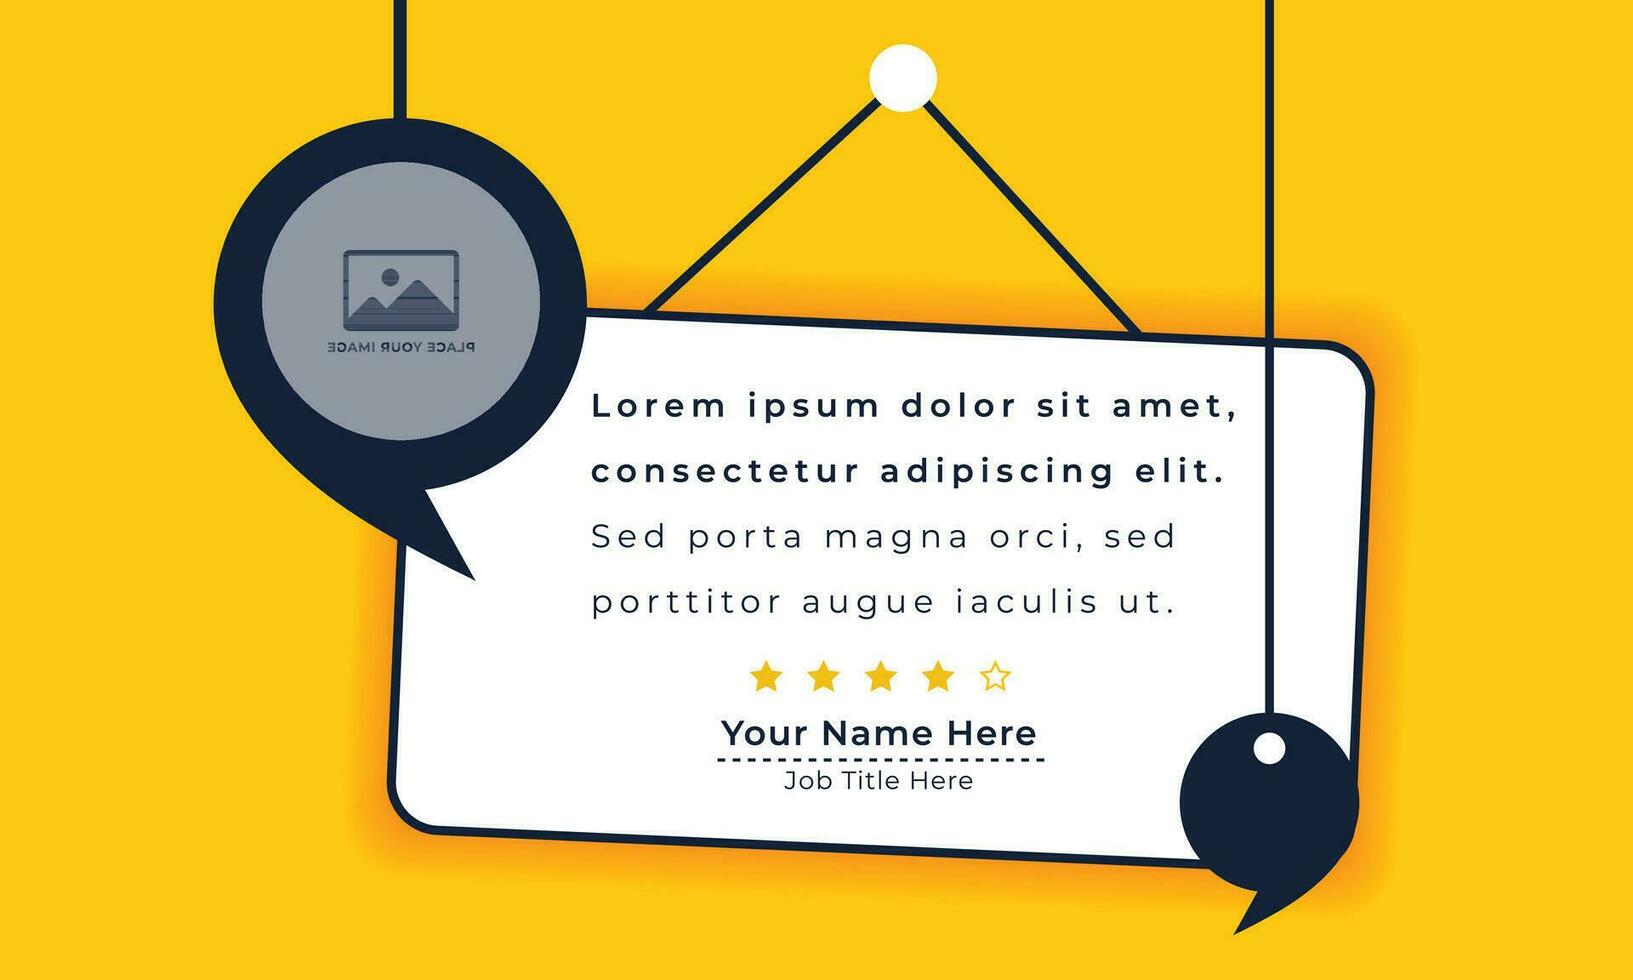 PLACE YOUR IMAGE
Lorem ipsum dolor sit amet,
consectetur adipiscing elit.
Sed porta magna orci, sed
porttitor augue iaculis ut.
Your Name Here
Job Title Here